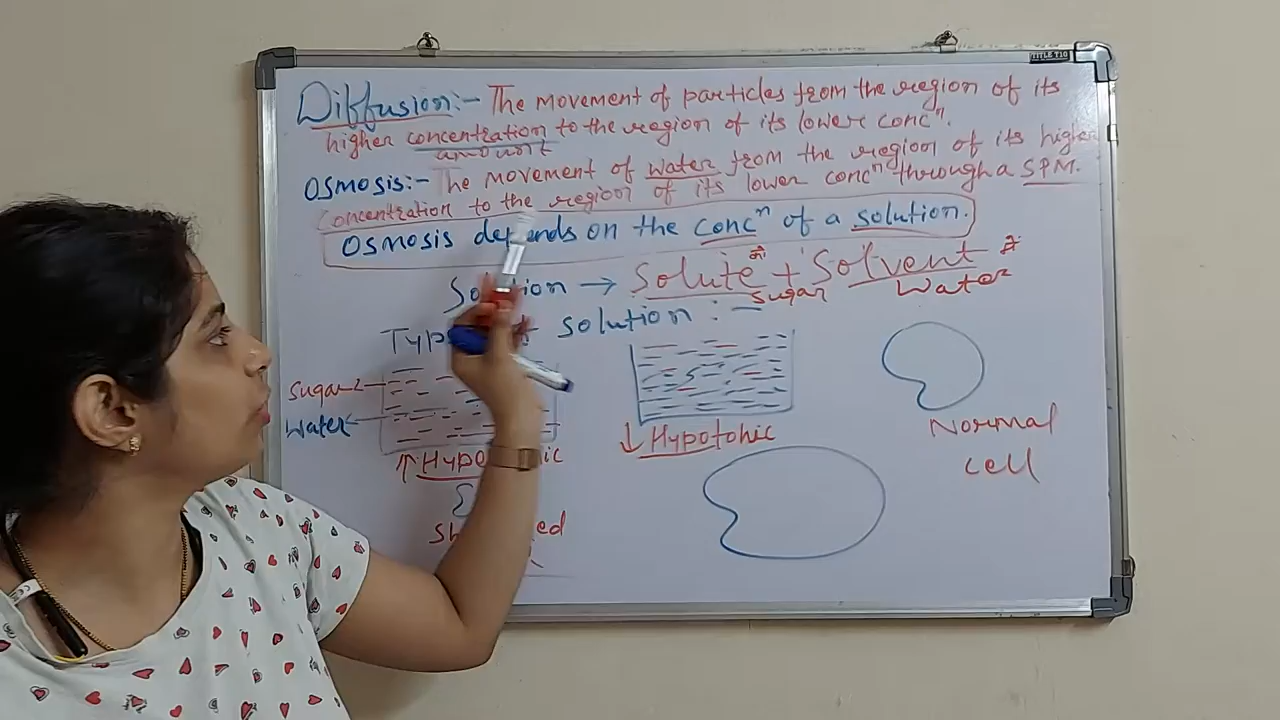 Diffusion:- The movement of particles from the region of its
higher concentration to the region of its lower concⁿ.
amount
Osmosis:- The movement of water from the region of its higher
concentration to the region of its lower concⁿ through a SPM.
Osmosis depends on the concⁿ of a solution.
Solution → Solute को + Solvent में
Sugar Water
solution :-
Sugar
Water
↓ Hypotonic
Normal
cell